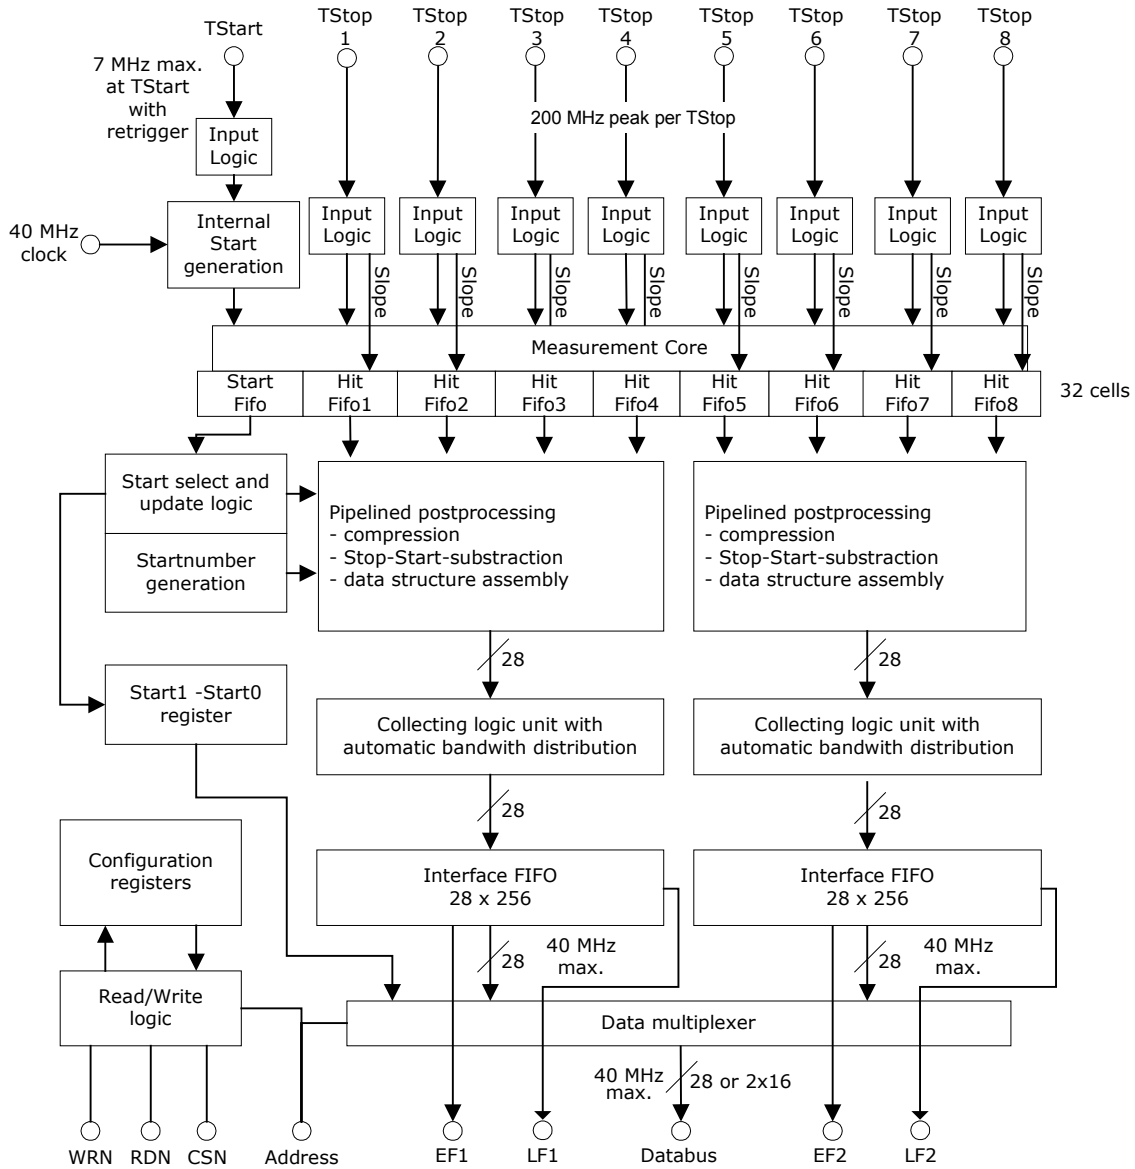 TStart
TStop
1
TStop
2
TStop
3
TStop
4
TStop
5
TStop
6
TStop
7
TStop
8
7 MHz max.
at TStart
with
retrigger
200 MHz peak per TStop
Input
Logic
40 MHz
clock
Internal
Start
generation
Input
Logic
Input
Logic
Input
Logic
Input
Logic
Input
Logic
Input
Logic
Input
Logic
Input
Logic
Slope
Slope
Slope
Slope
Slope
Slope
Slope
Slope
Measurement Core
Start
Fifo
Hit
Fifo1
Hit
Fifo2
Hit
Fifo3
Hit
Fifo4
Hit
Fifo5
Hit
Fifo6
Hit
Fifo7
Hit
Fifo8
32 cells
Start select and
update logic
Startnumber
generation
Pipelined postprocessing
- compression
- Stop-Start-substraction
- data structure assembly
Pipelined postprocessing
- compression
- Stop-Start-substraction
- data structure assembly
28
28
Start1 -Start0
register
Collecting logic unit with
automatic bandwith distribution
Collecting logic unit with
automatic bandwith distribution
28
28
Configuration
registers
Interface FIFO
28 x 256
Interface FIFO
28 x 256
28
40 MHz
max.
28
40 MHz
max.
Read/Write
logic
Data multiplexer
40 MHz
max.
28 or 2x16
WRN
RDN
CSN
Address
EF1
LF1
Databus
EF2
LF2